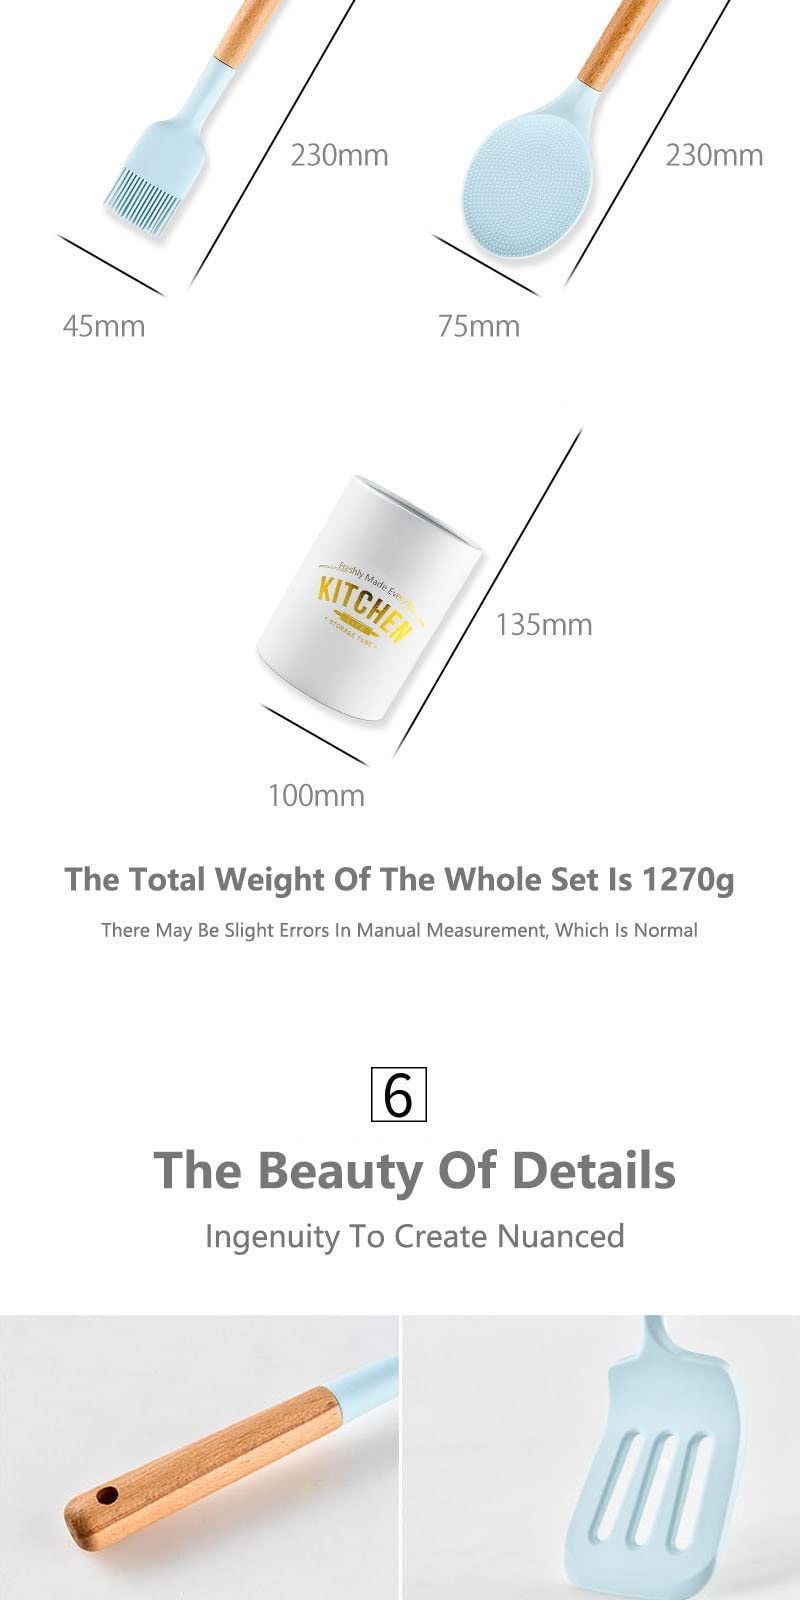 230mm
230mm
45mm
75mm
Freshly Made Everyday
KITCHEN
LIFE
• STORAGE TUBE •
135mm
100mm
The Total Weight Of The Whole Set Is 1270g
There May Be Slight Errors In Manual Measurement, Which Is Normal
6
The Beauty Of Details
Ingenuity To Create Nuanced